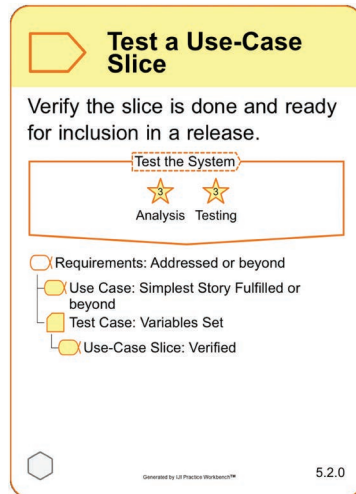 Test a Use-Case
Slice
Verify the slice is done and ready
for inclusion in a release.
Test the System
3 3
Analysis Testing
Requirements: Addressed or beyond
Use Case: Simplest Story Fulfilled or
beyond
Test Case: Variables Set
Use-Case Slice: Verified
Generated by IJI Practice Workbench™
5.2.0